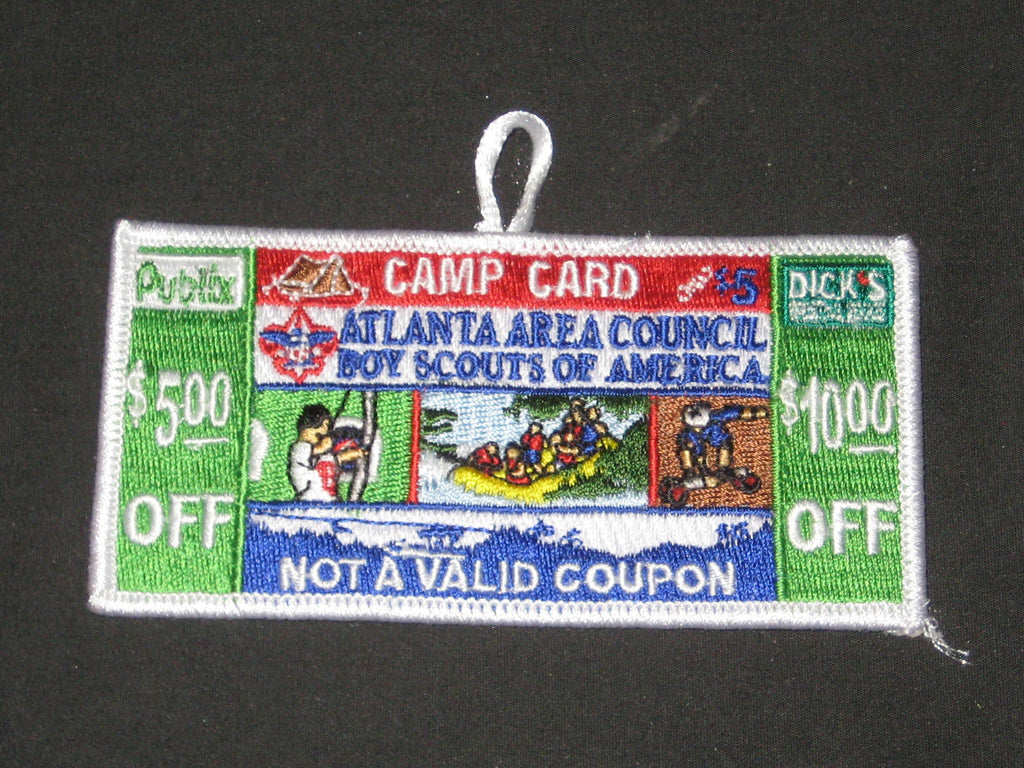 Publix
$5.00
OFF
CAMP CARD
$5
ATLANTA AREA COUNCIL
BOY SCOUTS OF AMERICA
NOT A VALID COUPON
DICK'S
$10.00
OFF